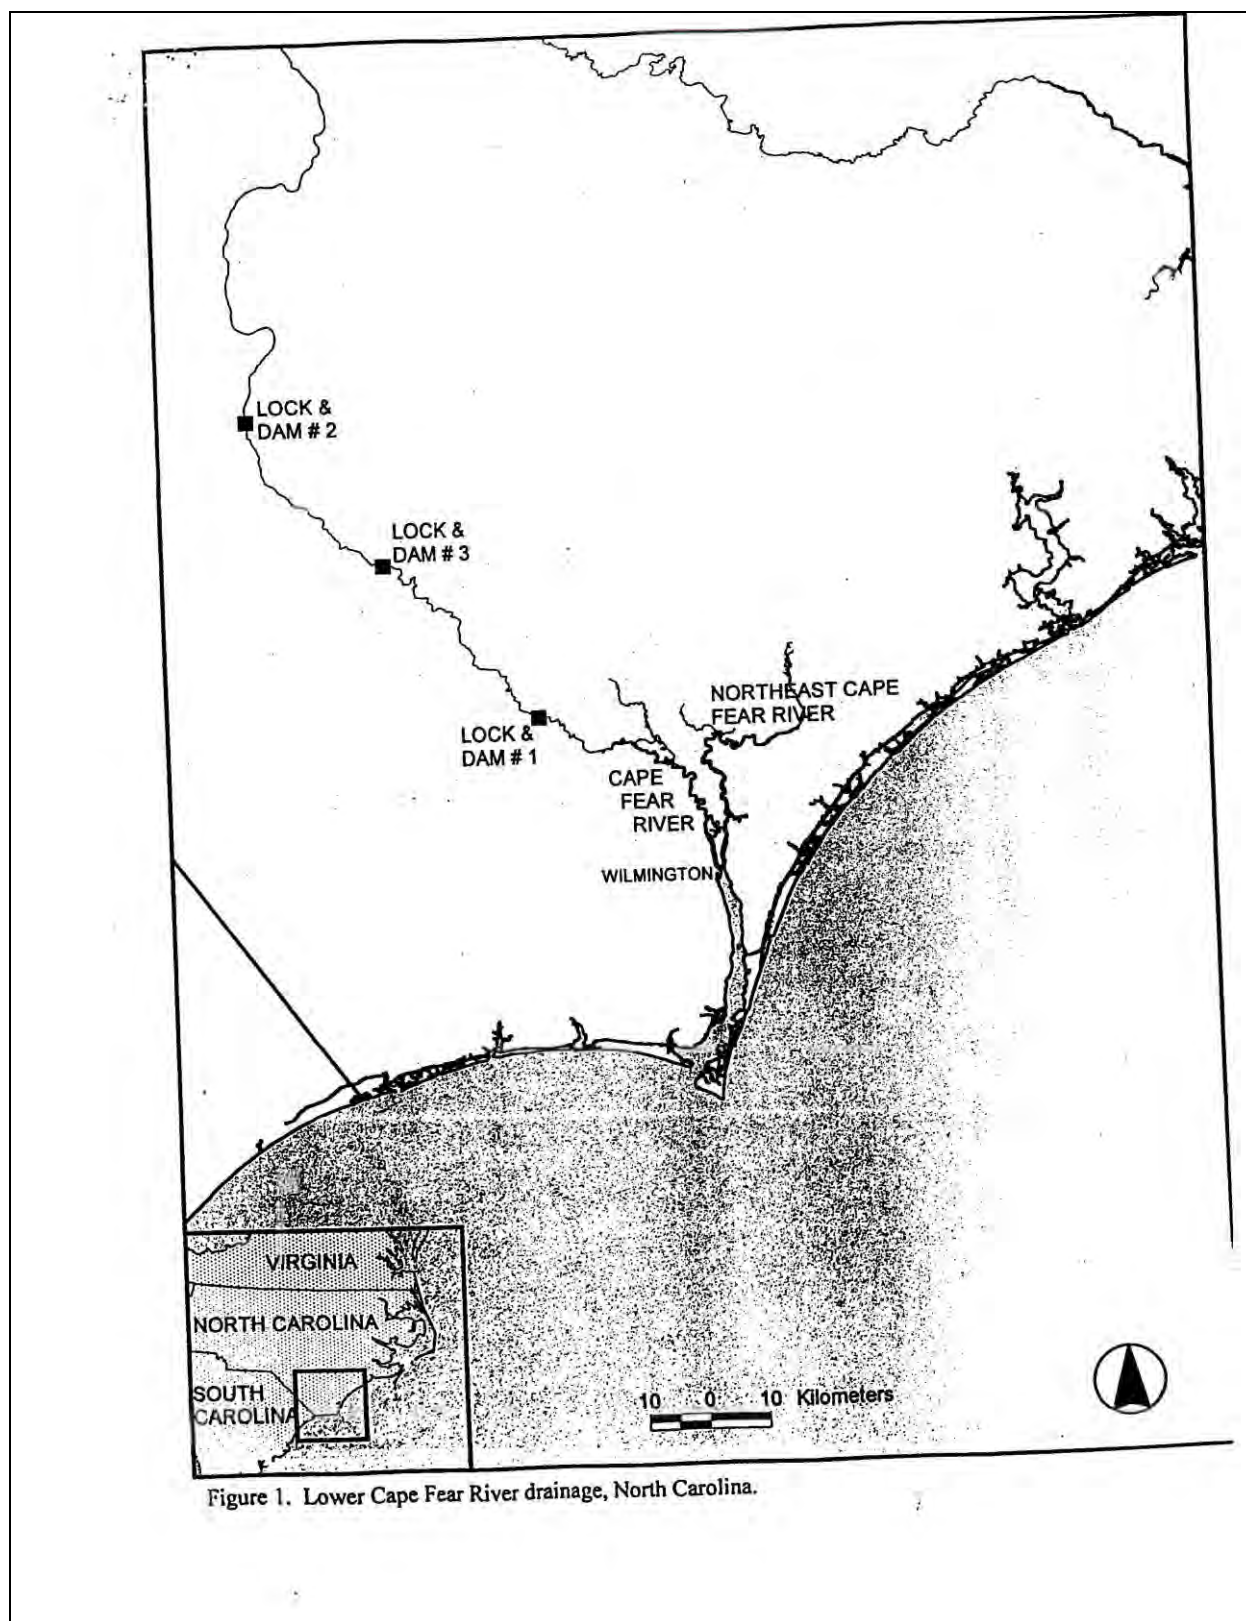 LOCK &
DAM # 2
LOCK &
DAM # 3
LOCK &
DAM # 1
NORTHEAST CAPE
FEAR RIVER
CAPE
FEAR
RIVER
WILMINGTON
VIRGINIA
NORTH CAROLINA
SOUTH
CAROLINA
10 0 10 Kilometers
Figure 1. Lower Cape Fear River drainage, North Carolina.